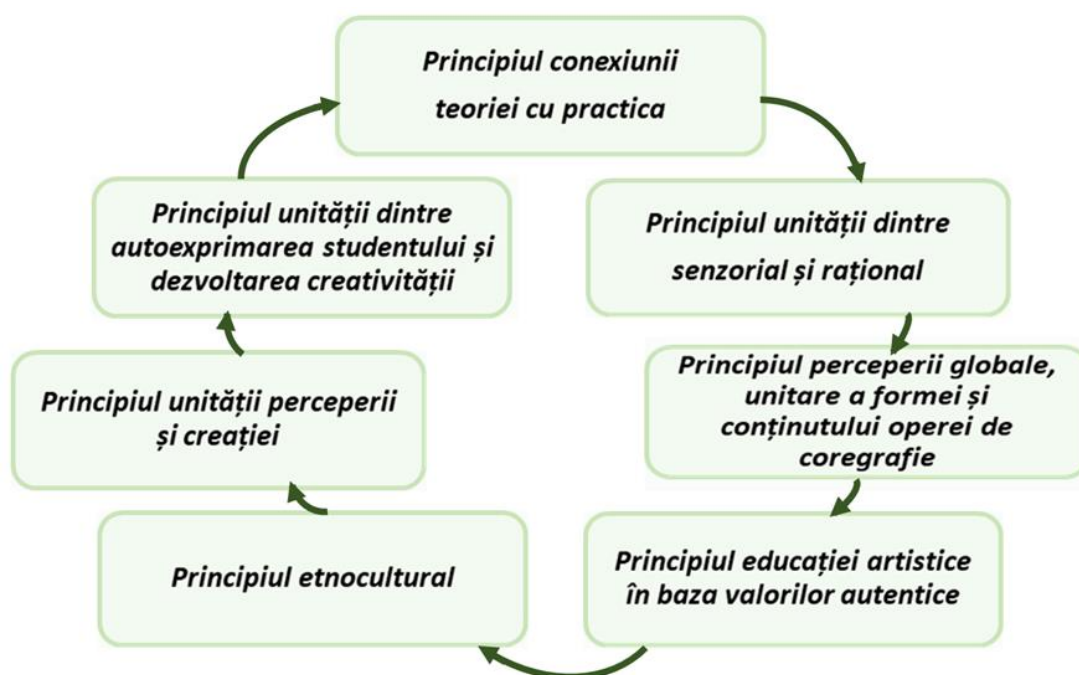 Principiul conexiunii
teoriei cu practica
Principiul unității dintre
senzorial și rațional
Principiul perceperii globale,
unitare a formei și
conținutului operei de
coregrafie
Principiul educației artistice
în baza valorilor autentice
Principiul etnocultural
Principiul unității perceperii
și creației
Principiul unității dintre
autoexprimarea studentului și
dezvoltarea creativității